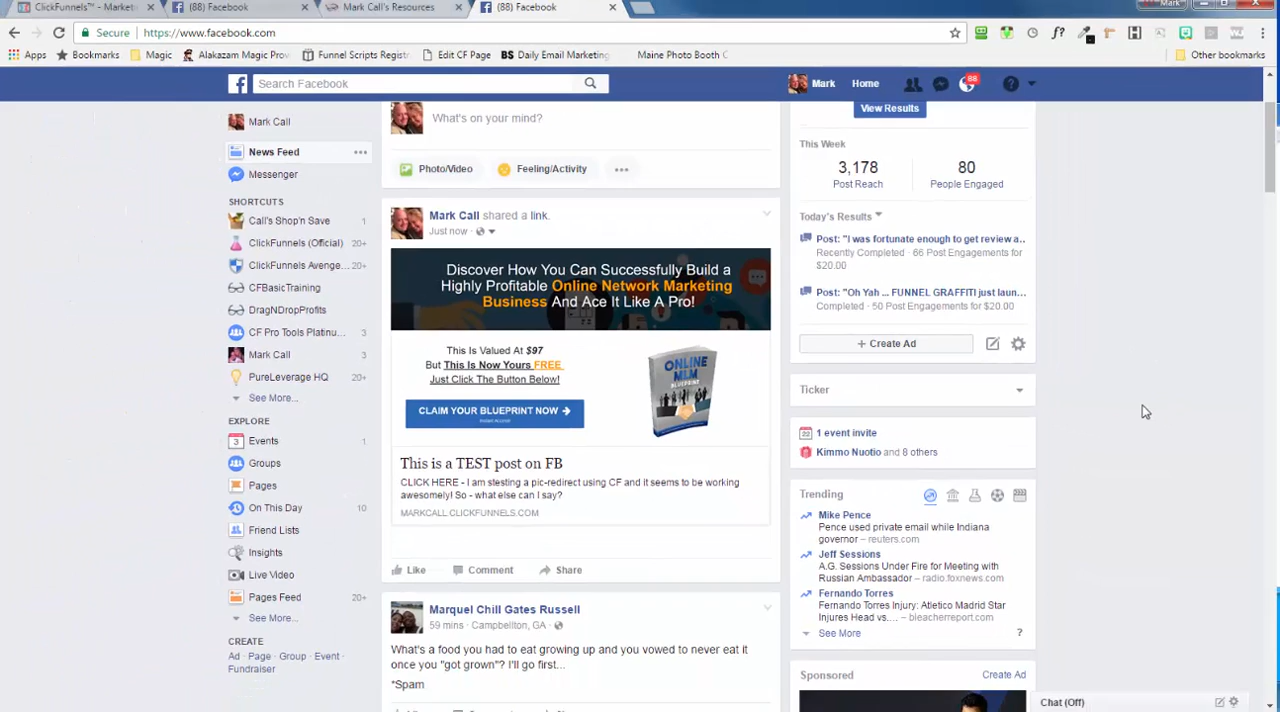 ClickFunnels™ - Market
(88) Facebook
Mark Call's Resources
(88) Facebook
Mark
Secure
https://www.facebook.com
Apps
Bookmarks
Magic
Alakazam Magic Prov
Funnel Scripts Registr
Edit CF Page
BS Daily Email Marketing
Maine Photo Booth C
Other bookmarks
Search Facebook
Mark
Home
88
Mark Call
News Feed
Messenger
SHORTCUTS
Call's Shop'n Save 1
ClickFunnels (Official) 20+
ClickFunnels Avenge... 20+
CFBasicTraining
DragNDropProfits
CF Pro Tools Platinu... 3
Mark Call 3
PureLeverage HQ 20+
See More...
EXPLORE
Events 1
Groups
Pages
On This Day 10
Friend Lists
Insights
Live Video
Pages Feed 20+
See More...
CREATE
Ad · Page · Group · Event ·
Fundraiser
What's on your mind?
Photo/Video
Feeling/Activity
Mark Call shared a link.
Just now ·
Discover How You Can Successfully Build a
Highly Profitable Online Network Marketing
Business And Ace It Like A Pro!
This Is Valued At $97
But This Is Now Yours FREE
Just Click The Button Below!
CLAIM YOUR BLUEPRINT NOW
Instant Access!
ONLINE
MLM
BLUEPRINT
This is a TEST post on FB
CLICK HERE - I am stesting a pic-redirect using CF and it seems to be working
awesomely! So - what else can I say?
MARKCALL.CLICKFUNNELS.COM
Like
Comment
Share
Marquel Chill Gates Russell
59 mins · Campbellton, GA ·
What's a food you had to eat growing up and you vowed to never eat it
once you "got grown"? I'll go first...
*Spam
View Results
This Week
3,178
Post Reach
80
People Engaged
Today's Results
Post: "I was fortunate enough to get review a..
Recently Completed · 66 Post Engagements for
$20.00
Post: "Oh Yah ... FUNNEL GRAFFITI just laun...
Completed · 50 Post Engagements for $20.00
+ Create Ad
Ticker
1 event invite
Kimmo Nuotio and 8 others
Trending
Mike Pence
Pence used private email while Indiana
governor – reuters.com
Jeff Sessions
A.G. Sessions Under Fire for Meeting with
Russian Ambassador – radio.foxnews.com
Fernando Torres
Fernando Torres Injury: Atletico Madrid Star
Injures Head vs.... – bleacherreport.com
See More
?
Sponsored
Create Ad
Chat (Off)